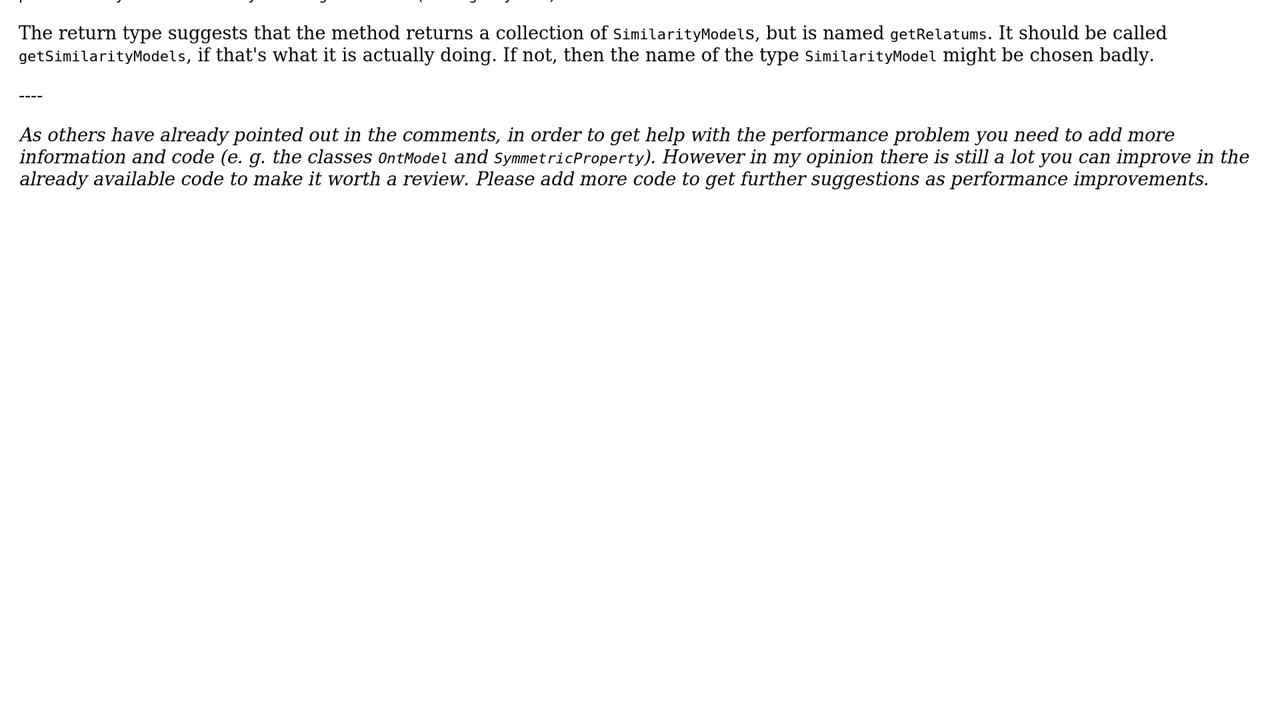 The return type suggests that the method returns a collection of SimilarityModels, but is named getRelatums. It should be called
getSimilarityModels, if that's what it is actually doing. If not, then the name of the type SimilarityModel might be chosen badly.
----
As others have already pointed out in the comments, in order to get help with the performance problem you need to add more
information and code (e. g. the classes OntModel and SymmetricProperty). However in my opinion there is still a lot you can improve in the
already available code to make it worth a review. Please add more code to get further suggestions as performance improvements.